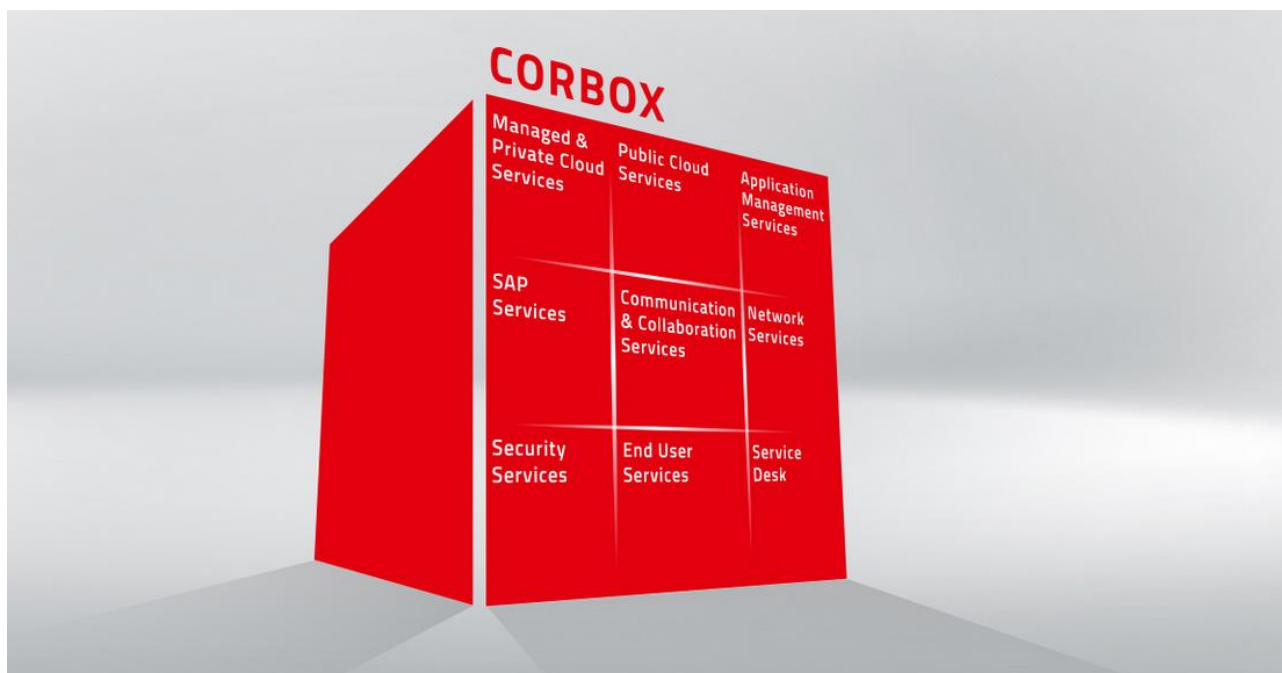 CORBOX
Managed &
Private Cloud
Services
Public Cloud
Services
Application
Management
Services
SAP
Services
Communication
& Collaboration
Services
Network
Services
Security
Services
End User
Services
Service
Desk